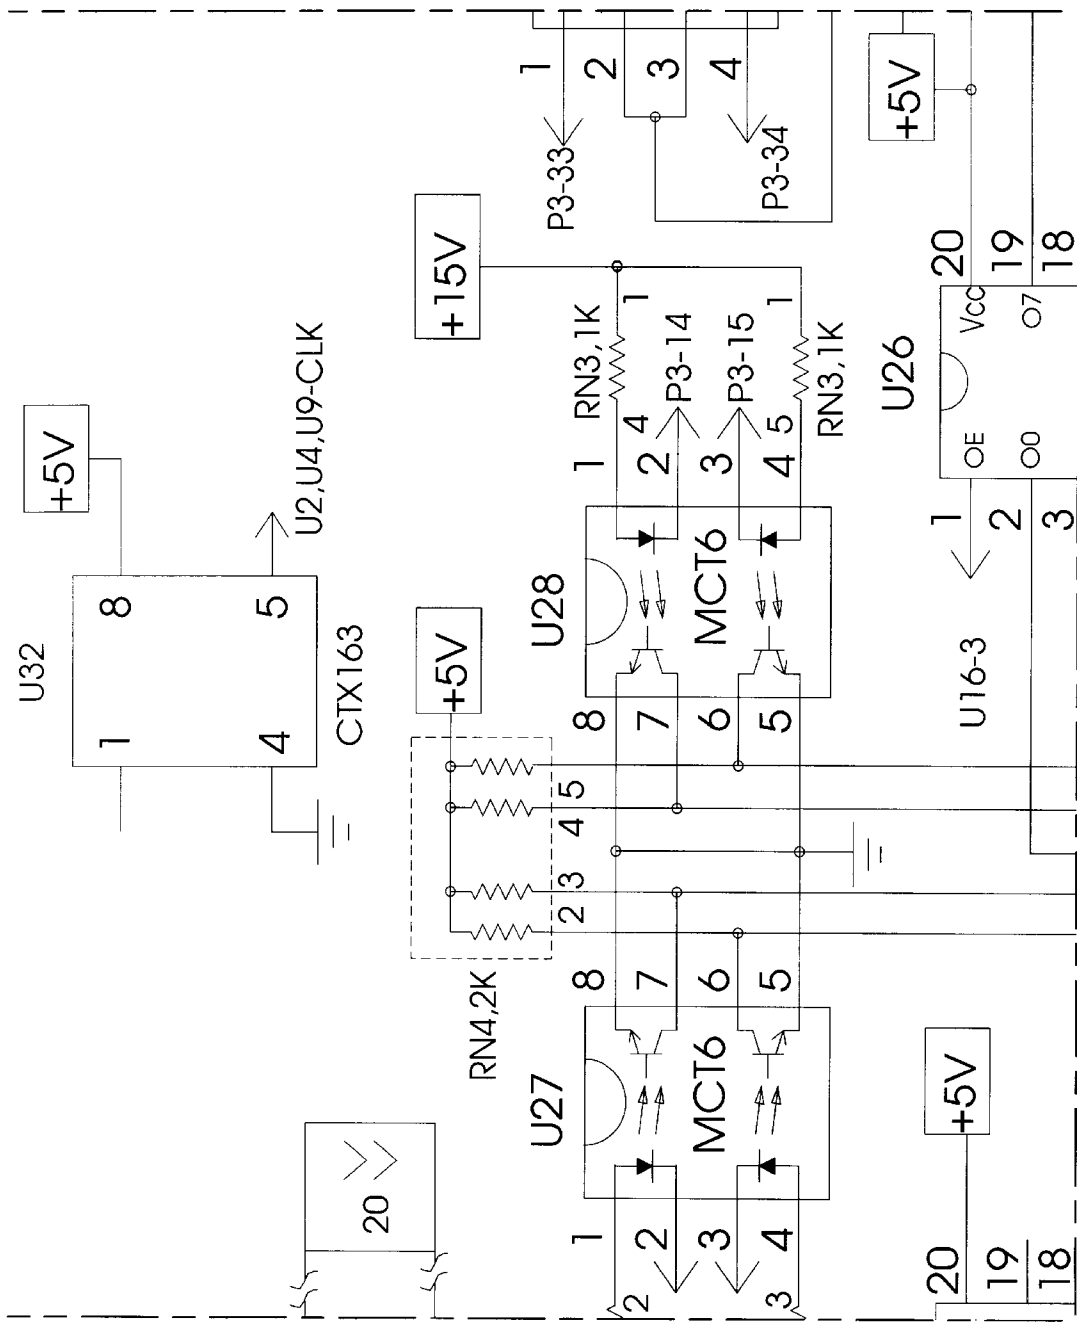 1
2
3
4
P3-33
P3-34
+5V
+15V
20
19
18
Vcc
O7
U26
OE
O0
1
2
3
U16-3
RN3,1K
1
4
P3-14
P3-15
1
5
RN3,1K
1
2
3
4
U28
MCT6
8
7
6
5
+5V
U2,U4,U9-CLK
U32
8
5
1
4
CTX163
+5V
5
4
3
2
RN4,2K
8
7
6
5
U27
MCT6
1
2
3
4
2
3
20
+5V
20
19
18